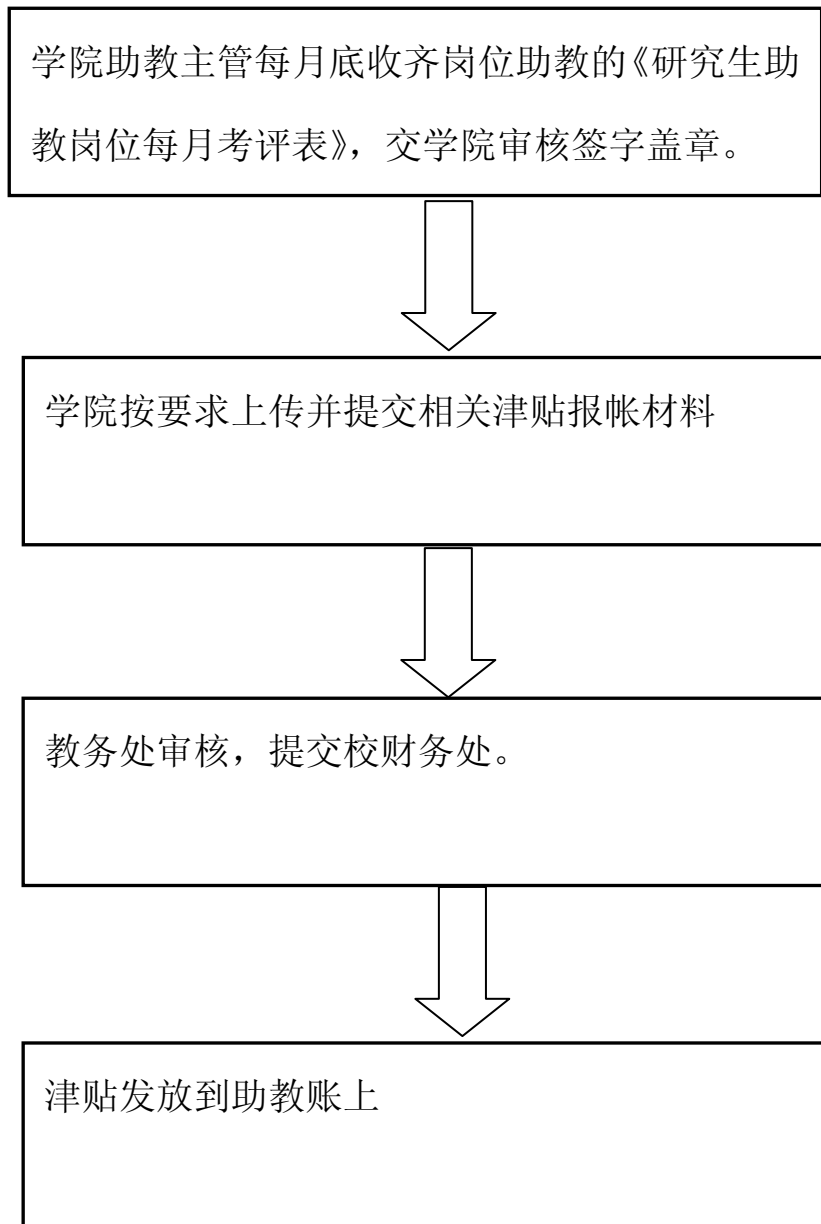 学院助教主管每月底收齐岗位助教的《研究生助
教岗位每月考评表》，交学院审核签字盖章。
学院按要求上传并提交相关津贴报帐材料
教务处审核，提交校财务处。
津贴发放到助教账上